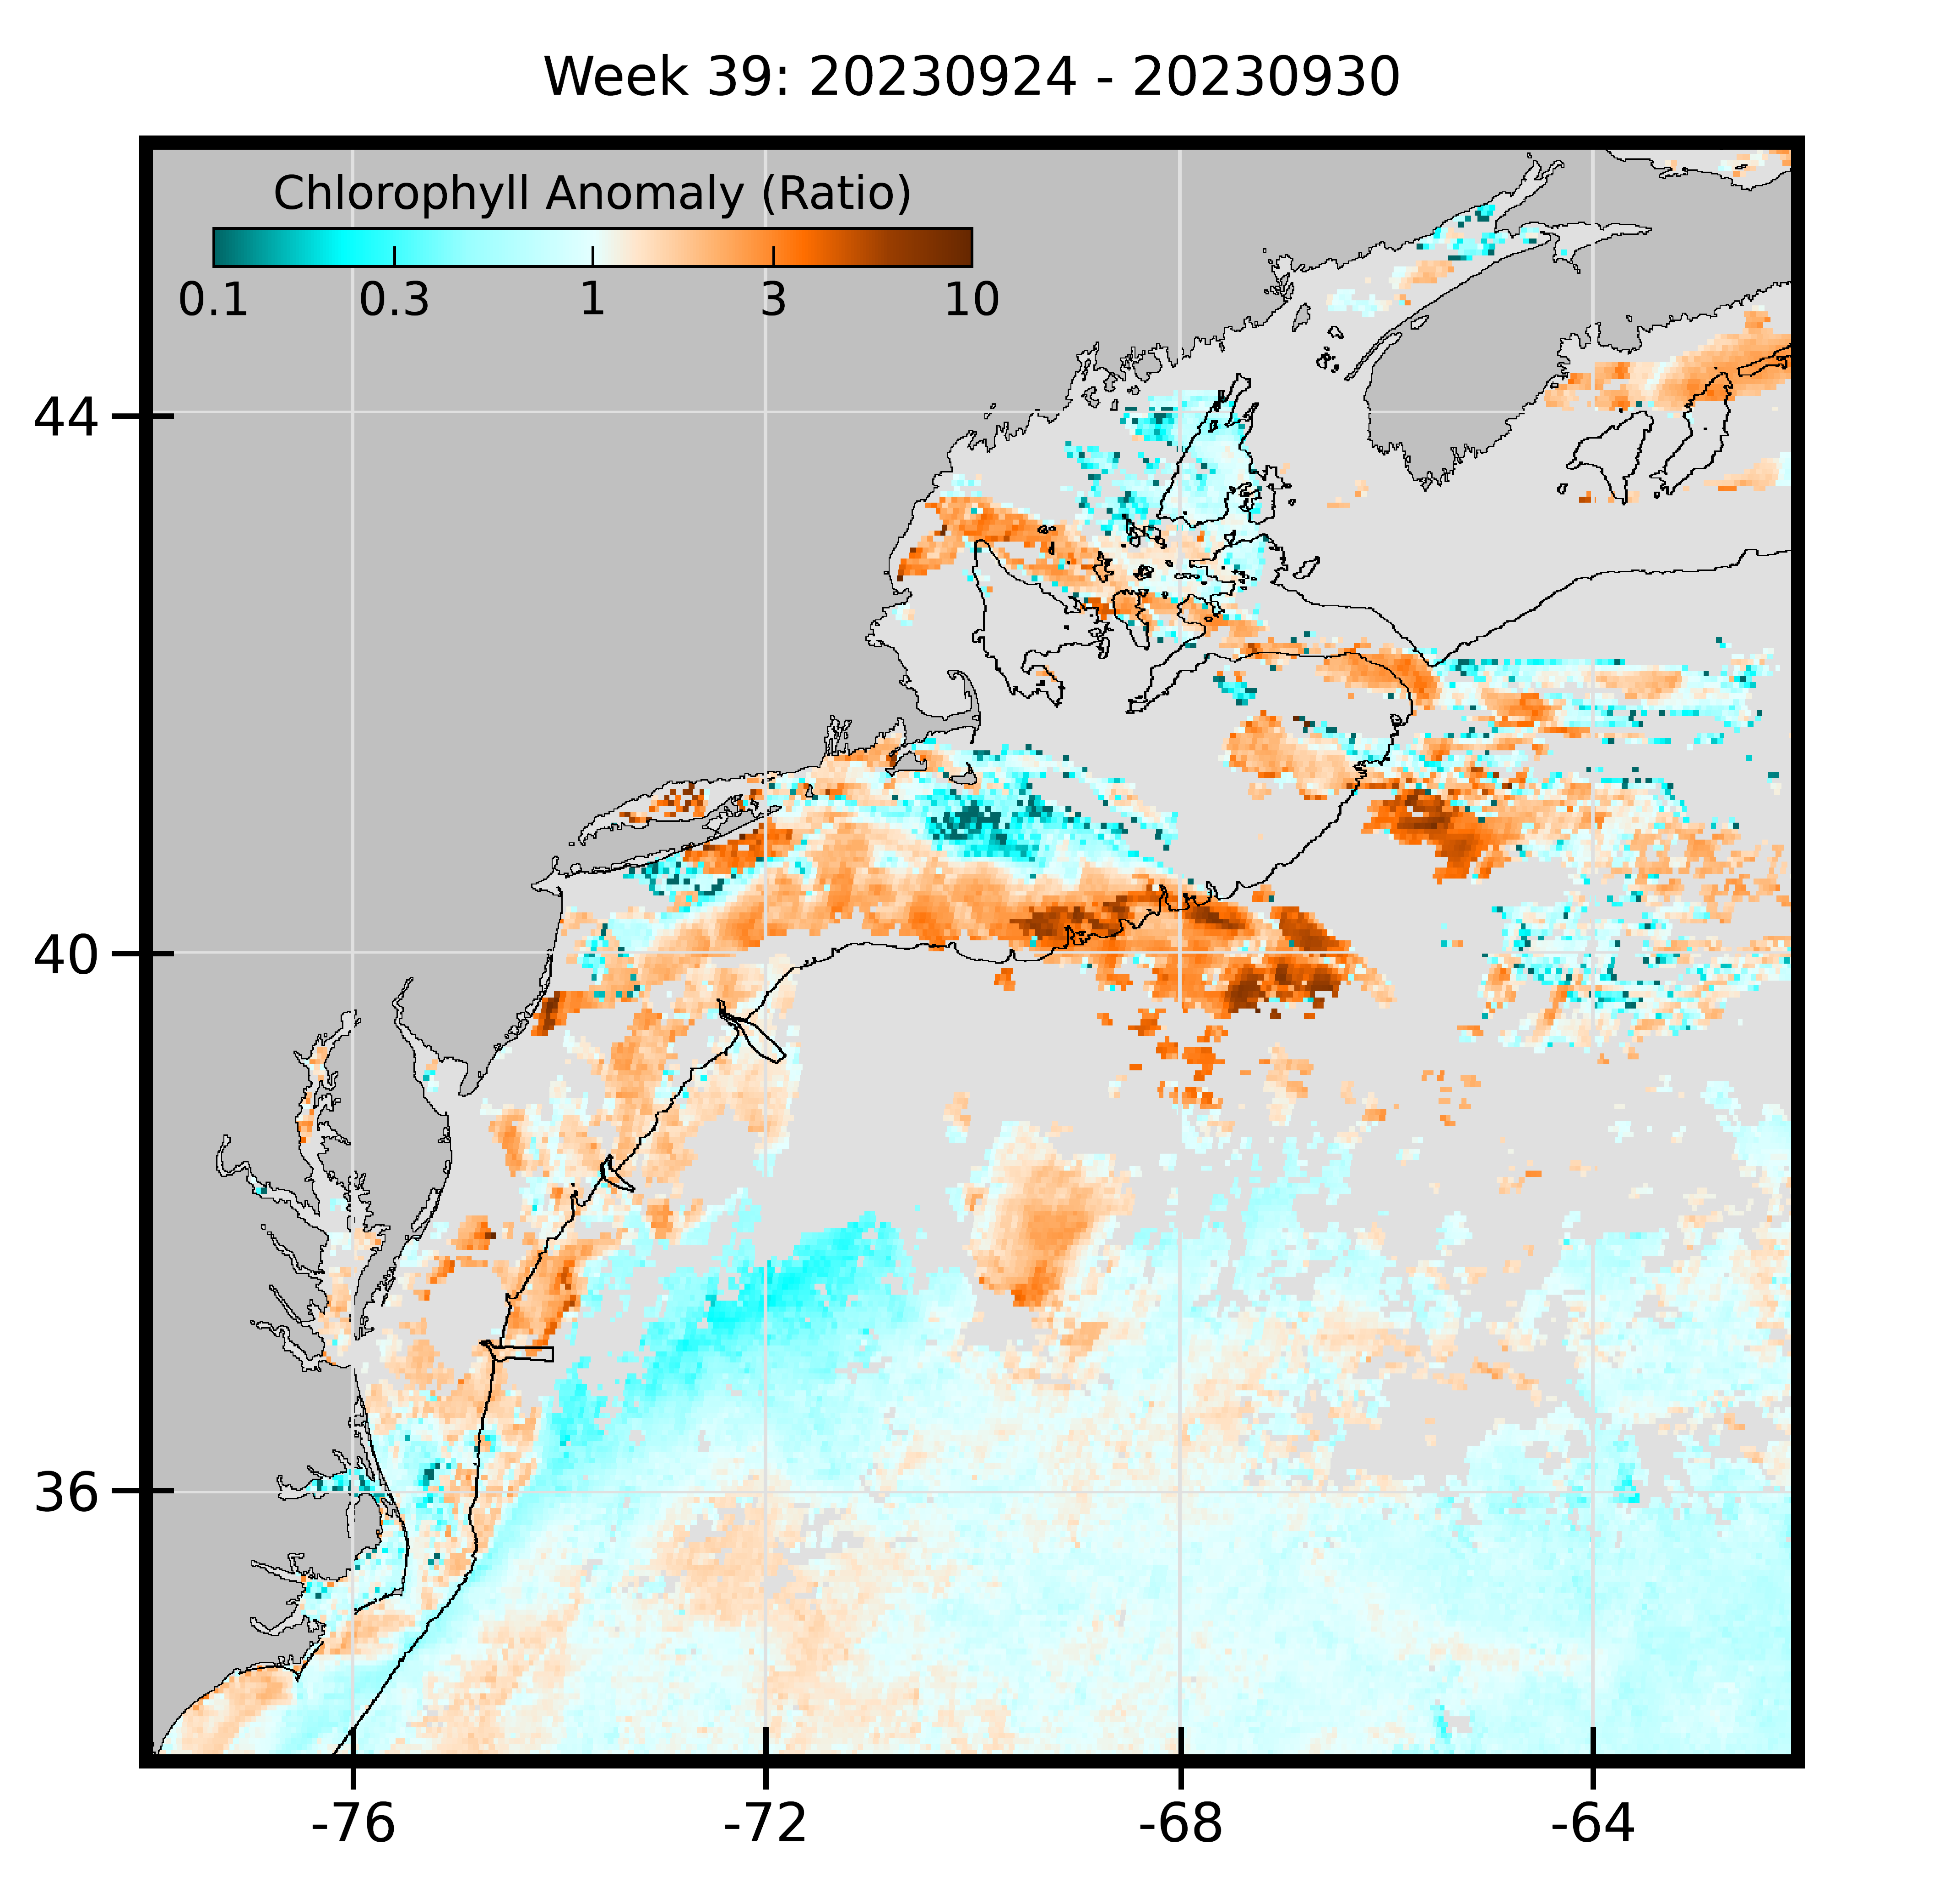 Week 39: 20230924 - 20230930
Chlorophyll Anomaly (Ratio)
0.1 0.3 1 3 10
44
40
36
-76 -72 -68 -64